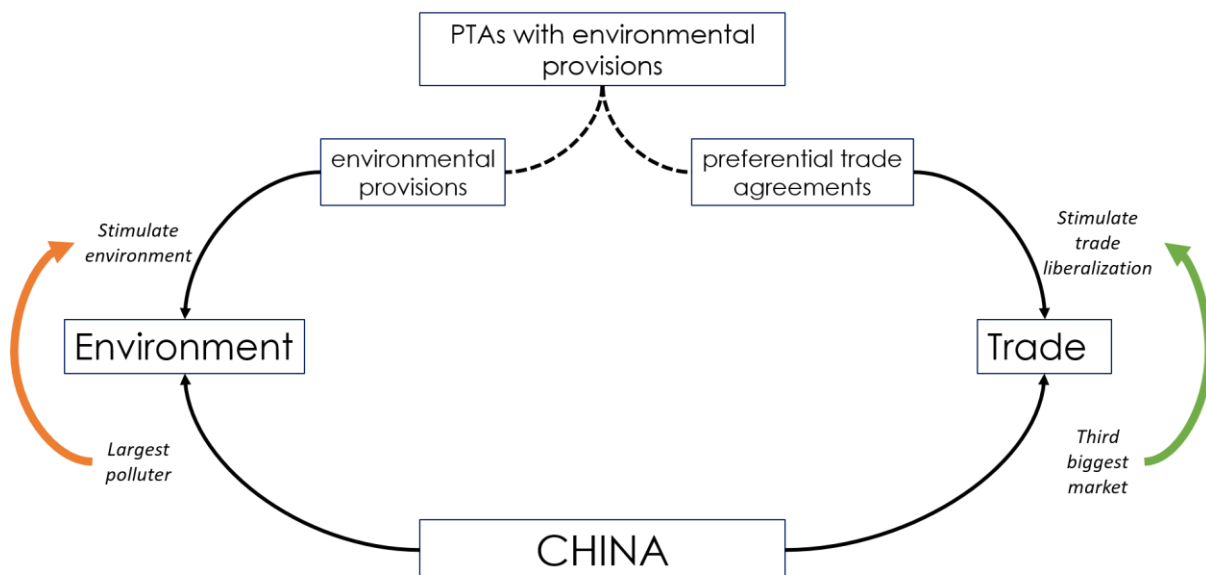 PTAs with environmental
provisions
environmental
provisions
preferential trade
agreements
Stimulate
environment
Stimulate
trade
liberalization
Environment
Trade
Largest
polluter
Third
biggest
market
CHINA